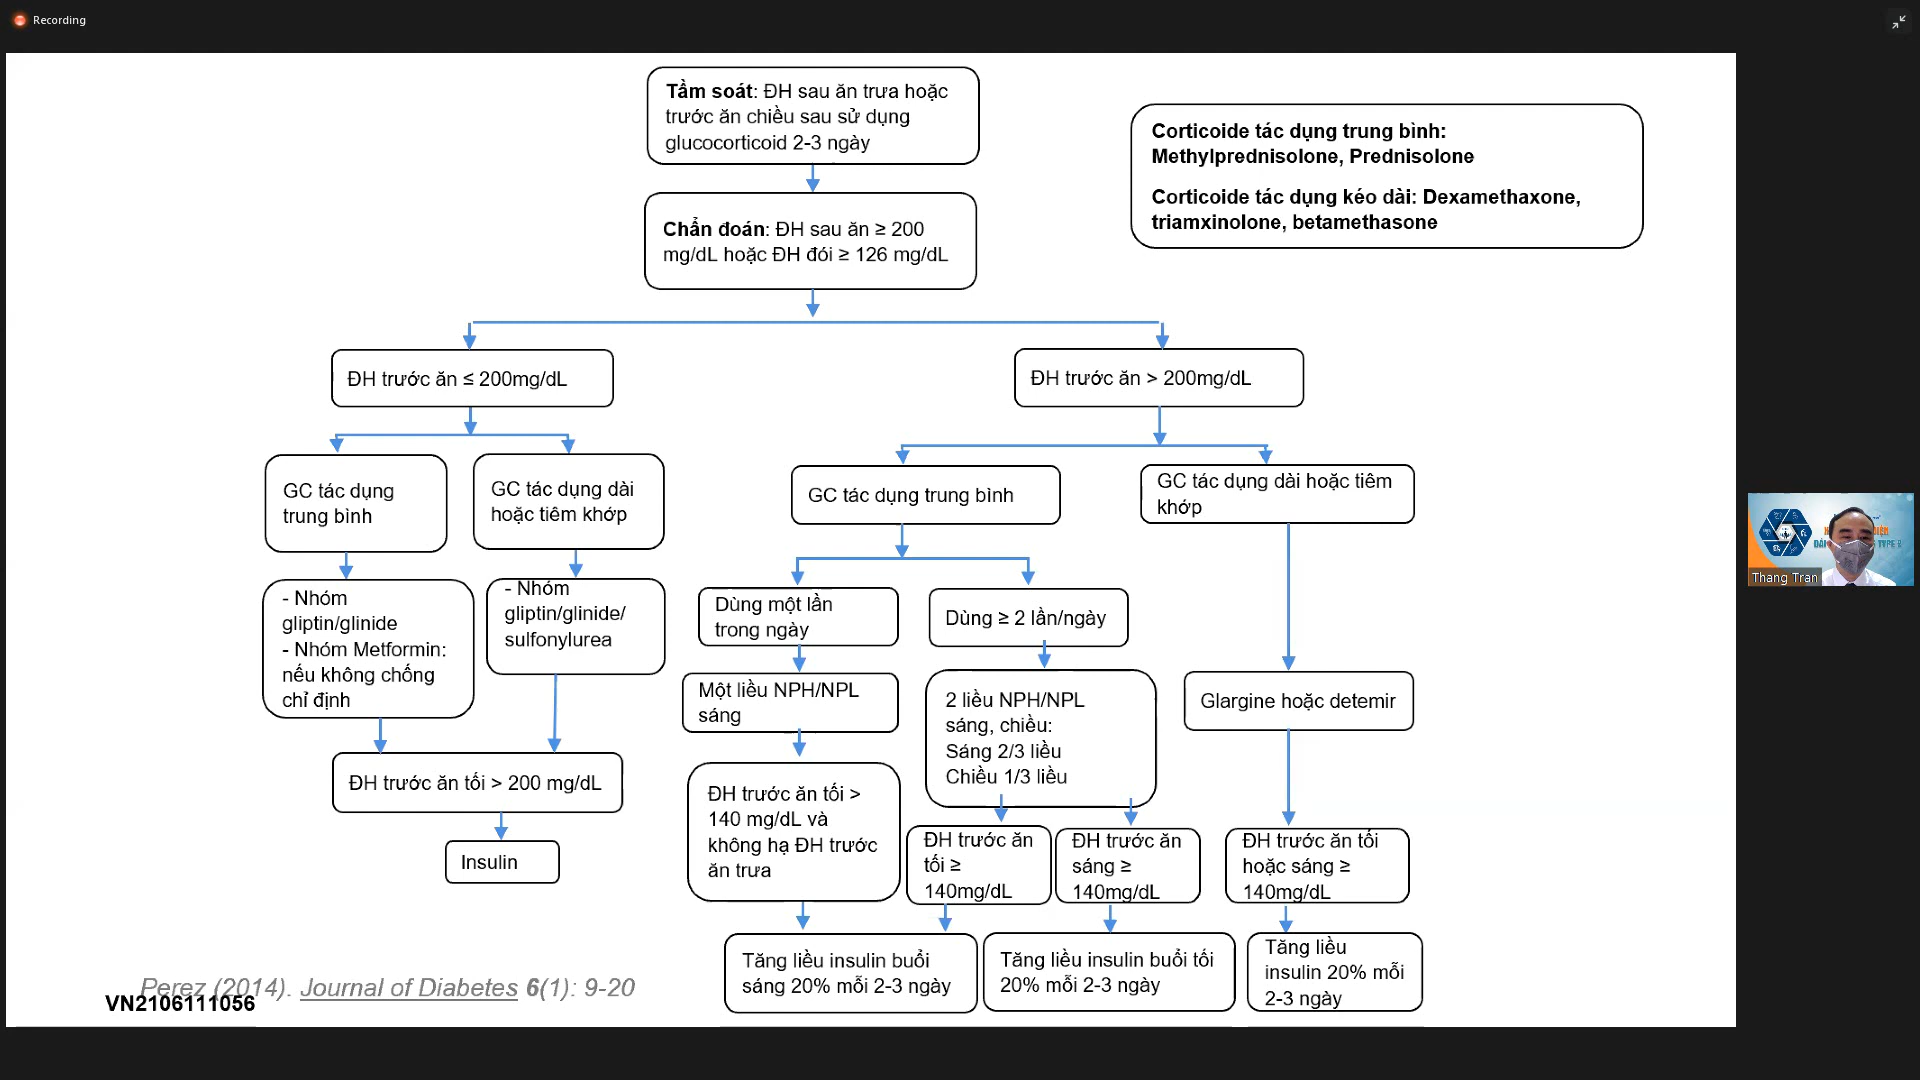 Recording
Tầm soát: ĐH sau ăn trưa hoặc
trước ăn chiều sau sử dụng
glucocorticoid 2-3 ngày
Corticoide tác dụng trung bình:
Methylprednisolone, Prednisolone
Corticoide tác dụng kéo dài: Dexamethaxone,
triamxinolone, betamethasone
Chẩn đoán: ĐH sau ăn ≥ 200
mg/dL hoặc ĐH đói ≥ 126 mg/dL
ĐH trước ăn ≤ 200mg/dL
ĐH trước ăn > 200mg/dL
GC tác dụng
trung bình
GC tác dụng dài
hoặc tiêm khớp
GC tác dụng trung bình
GC tác dụng dài hoặc tiêm
khớp
- Nhóm
gliptin/glinide
- Nhóm Metformin:
nếu không chống
chỉ định
- Nhóm
gliptin/glinide/
sulfonylurea
Dùng một lần
trong ngày
Dùng ≥ 2 lần/ngày
Một liều NPH/NPL
sáng
2 liều NPH/NPL
sáng, chiều:
Sáng 2/3 liều
Chiều 1/3 liều
Glargine hoặc detemir
ĐH trước ăn tối > 200 mg/dL
Insulin
ĐH trước ăn tối >
140 mg/dL và
không hạ ĐH trước
ăn trưa
ĐH trước ăn
tối ≥
140mg/dL
ĐH trước ăn
sáng ≥
140mg/dL
ĐH trước ăn tối
hoặc sáng ≥
140mg/dL
Tăng liều insulin buổi
sáng 20% mỗi 2-3 ngày
Tăng liều insulin buổi tối
20% mỗi 2-3 ngày
Tăng liều
insulin 20% mỗi
2-3 ngày
Perez (2014). Journal of Diabetes 6(1): 9-20
VN2106111056
Thang Tran